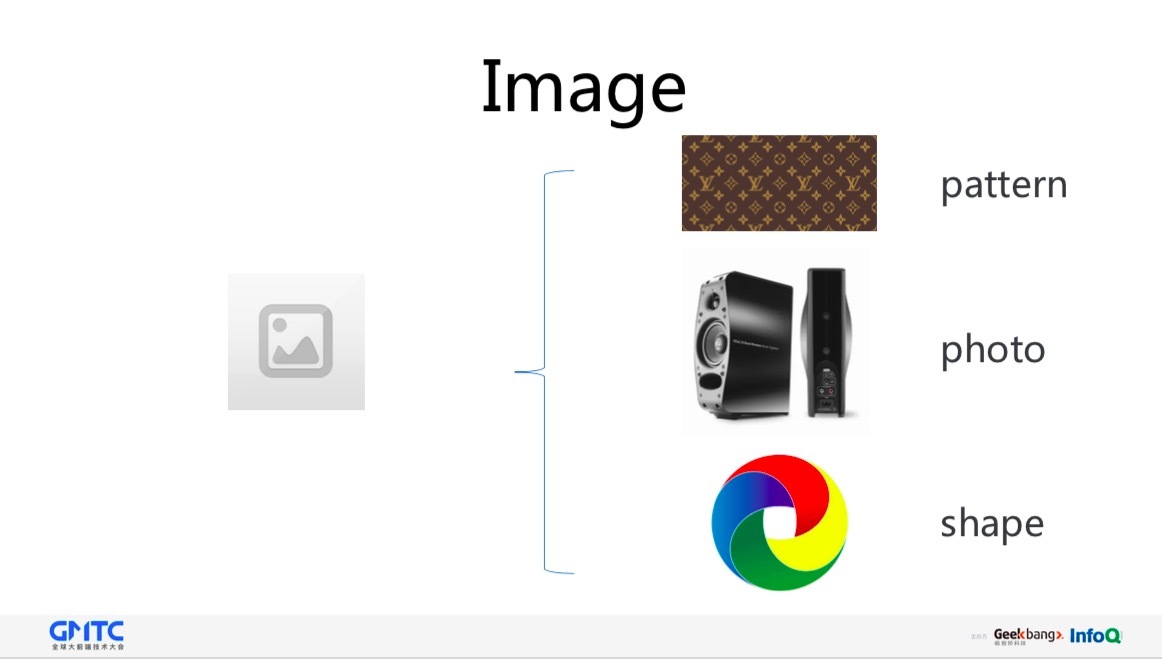 Image
pattern
photo
shape
GMTC
全球大前端技术大会
主办方
Geekbang>.
极客邦科技
InfoQ